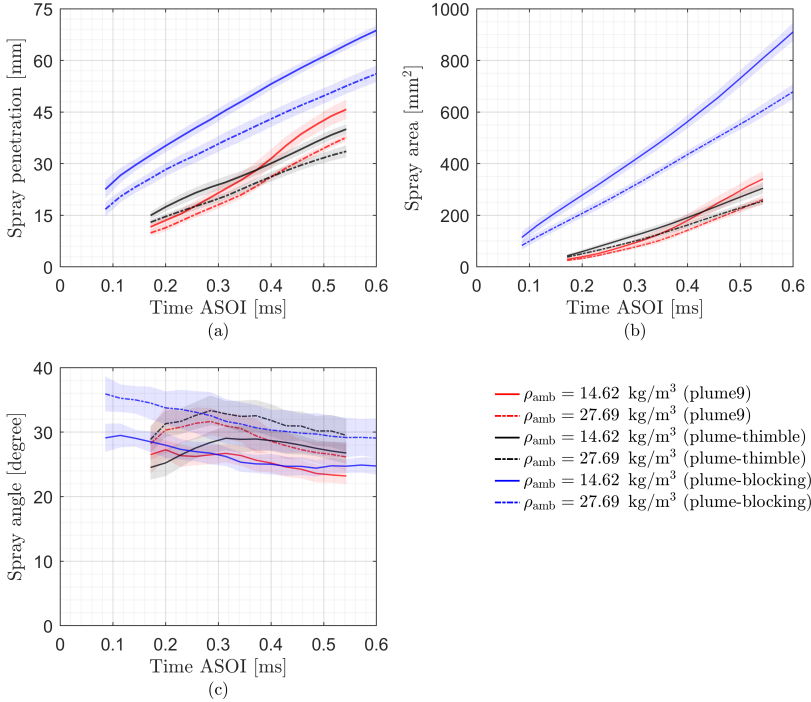 75
60
45
30
15
0
Spray penetration [mm]
0 0.1 0.2 0.3 0.4 0.5 0.6
Time ASOI [ms]
(a)
1000
800
600
400
200
0
Spray area [mm²]
0 0.1 0.2 0.3 0.4 0.5 0.6
Time ASOI [ms]
(b)
40
30
20
10
0
Spray angle [degree]
0 0.1 0.2 0.3 0.4 0.5 0.6
Time ASOI [ms]
(c)
ρamb = 14.62 kg/m³ (plume9)
ρamb = 27.69 kg/m³ (plume9)
ρamb = 14.62 kg/m³ (plume-thimble)
ρamb = 27.69 kg/m³ (plume-thimble)
ρamb = 14.62 kg/m³ (plume-blocking)
ρamb = 27.69 kg/m³ (plume-blocking)